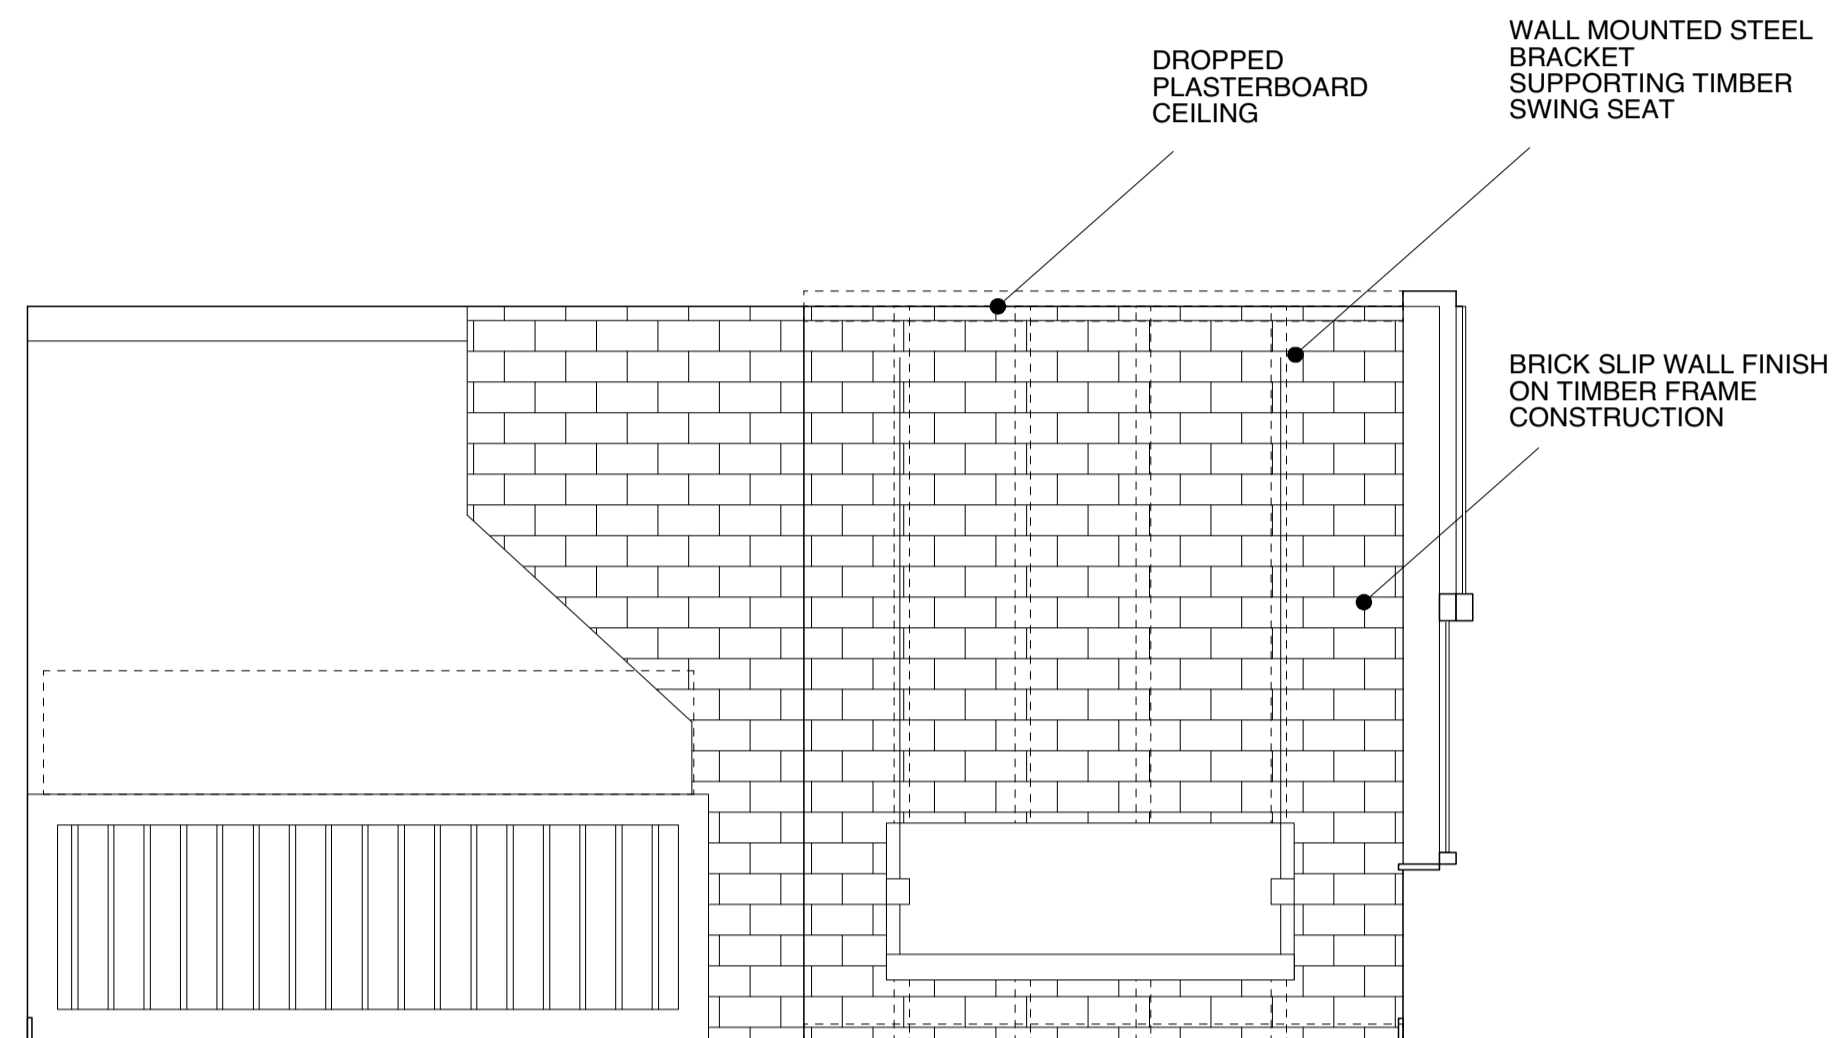 DROPPED
PLASTERBOARD
CEILING
WALL MOUNTED STEEL
BRACKET
SUPPORTING TIMBER
SWING SEAT
BRICK SLIP WALL FINISH
ON TIMBER FRAME
CONSTRUCTION